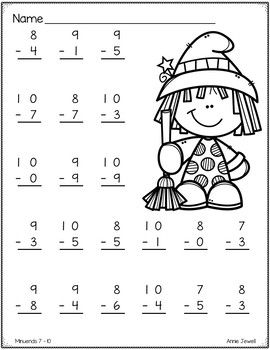 Name:
8 9 9
- 4 - 1 - 5
10 8 10
- 7 - 7 - 3
10 9 10
- 0 - 9 - 9
9 10 8 10 8 7
- 3 - 5 - 5 - 1 - 0 - 3
9 9 10 10 7 8
- 8 - 4 - 6 - 4 - 5 - 3
Minuends 7 - 10
Annie Jewell